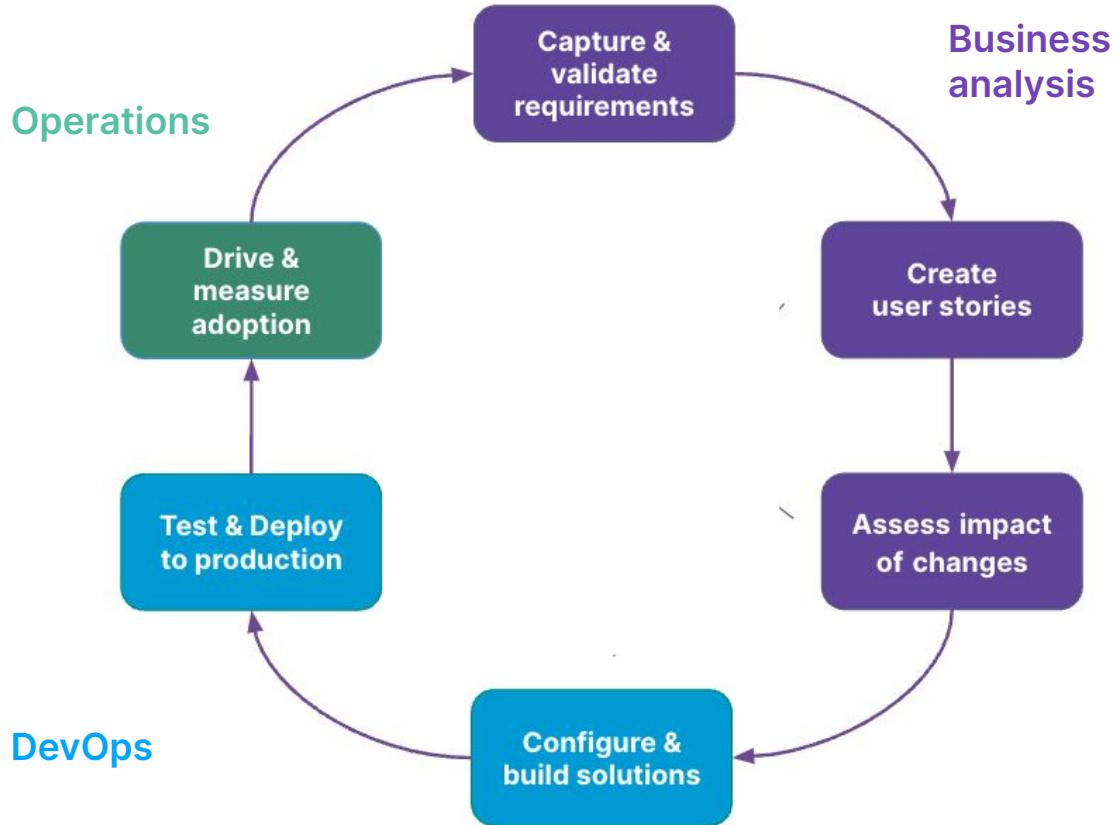 Capture &
validate
requirements
Business
analysis
Operations
Drive &
measure
adoption
Create
user stories
Test & Deploy
to production
Assess impact
of changes
DevOps
Configure &
build solutions